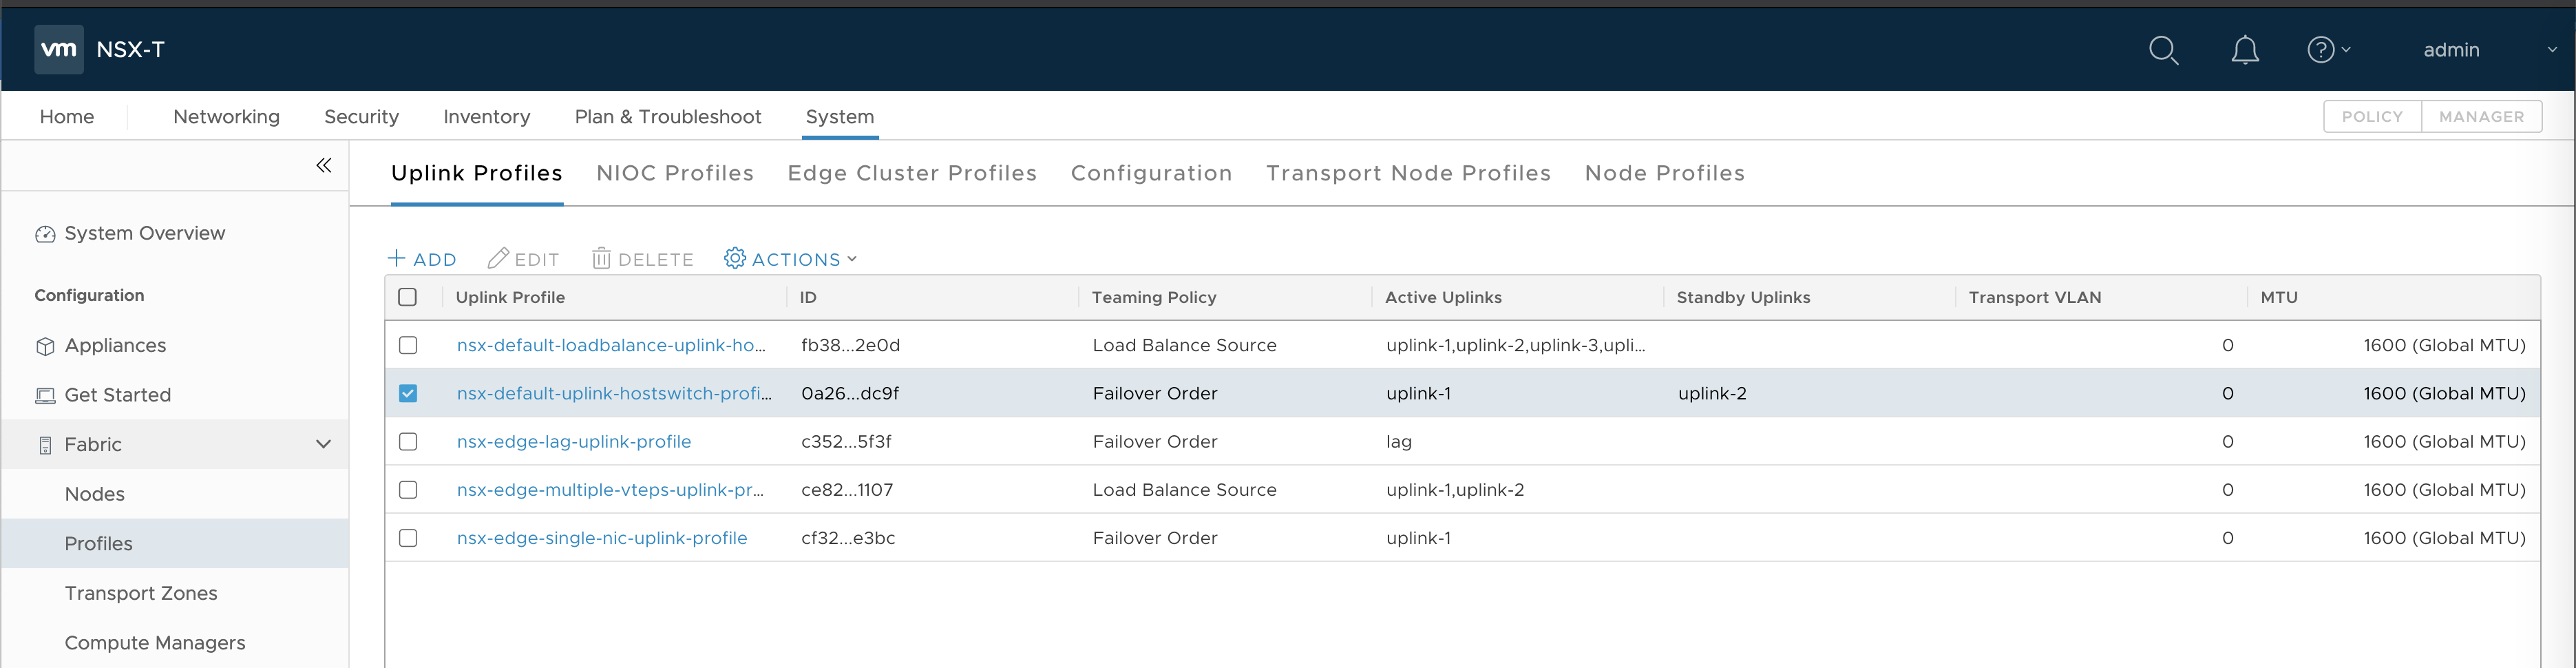 vm NSX-T admin
Home Networking Security Inventory Plan & Troubleshoot System POLICY MANAGER
Uplink Profiles NIOC Profiles Edge Cluster Profiles Configuration Transport Node Profiles Node Profiles
System Overview
Configuration
Appliances
Get Started
Fabric
Nodes
Profiles
Transport Zones
Compute Managers
+ ADD EDIT DELETE ACTIONS
Uplink Profile ID Teaming Policy Active Uplinks Standby Uplinks Transport VLAN MTU
nsx-default-loadbalance-uplink-ho... fb38...2e0d Load Balance Source uplink-1,uplink-2,uplink-3,upli... 0 1600 (Global MTU)
nsx-default-uplink-hostswitch-profi... 0a26...dc9f Failover Order uplink-1 uplink-2 0 1600 (Global MTU)
nsx-edge-lag-uplink-profile c352...5f3f Failover Order lag 0 1600 (Global MTU)
nsx-edge-multiple-vteps-uplink-pr... ce82...1107 Load Balance Source uplink-1,uplink-2 0 1600 (Global MTU)
nsx-edge-single-nic-uplink-profile cf32...e3bc Failover Order uplink-1 0 1600 (Global MTU)